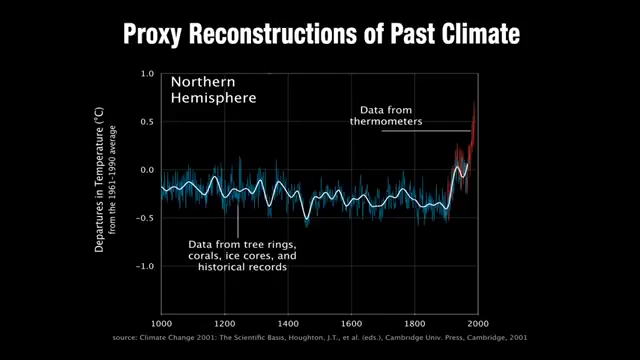 Proxy Reconstructions of Past Climate
Northern
Hemisphere
Data from
thermometers
Departures in Temperature (°C)
from the 1961-1990 average
1.0
0.5
0.0
−0.5
−1.0
Data from tree rings,
corals, ice cores, and
historical records
1000 1200 1400 1600 1800 2000
source: Climate Change 2001: The Scientific Basis, Houghton, J.T., et al. (eds.), Cambridge Univ. Press, Cambridge, 2001